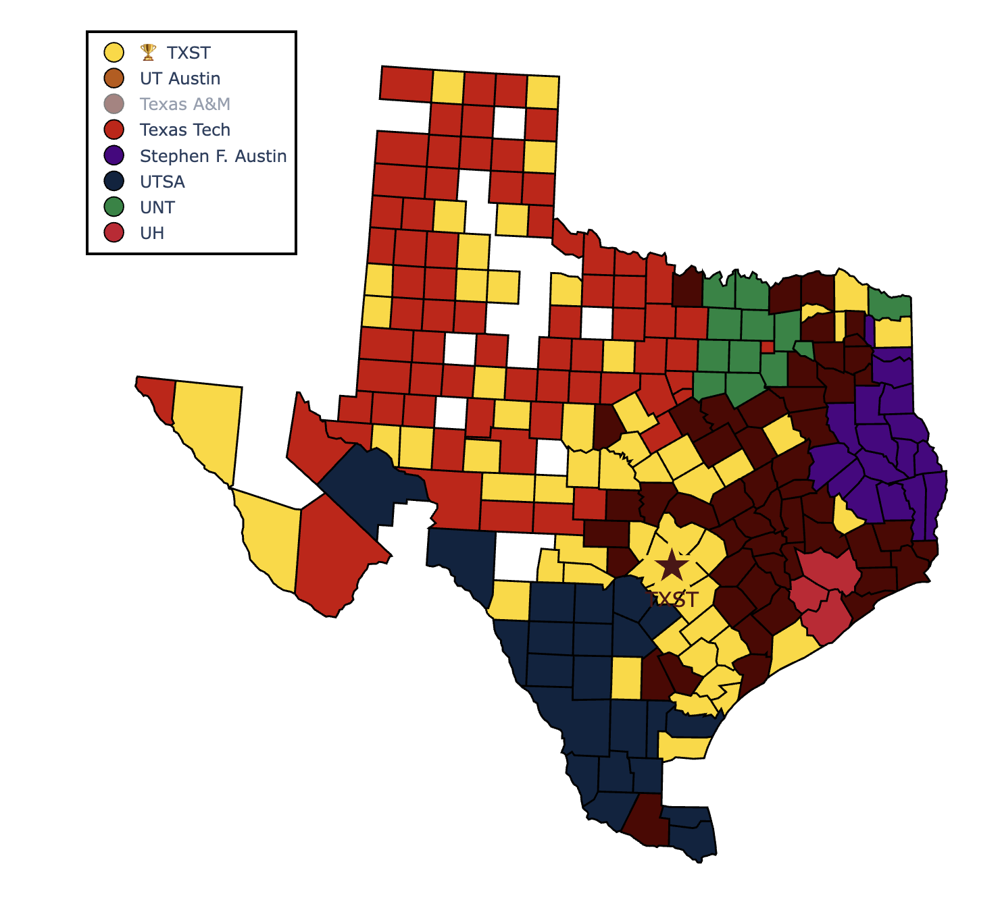 🏆 TXST
UT Austin
Texas A&M
Texas Tech
Stephen F. Austin
UTSA
UNT
UH
TXST